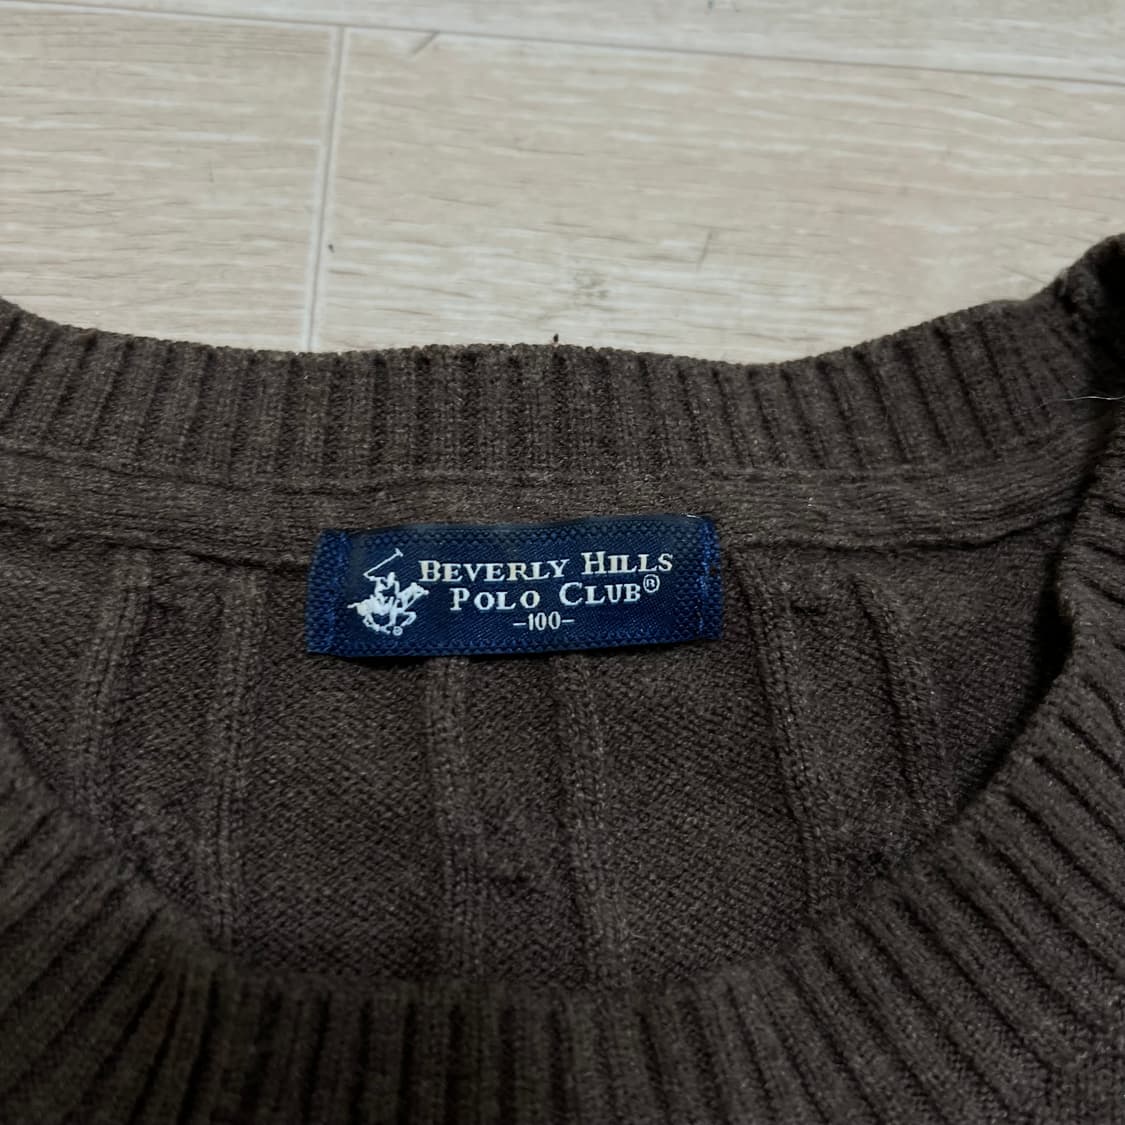 BEVERLY HILLS
POLO CLUB®
-100-